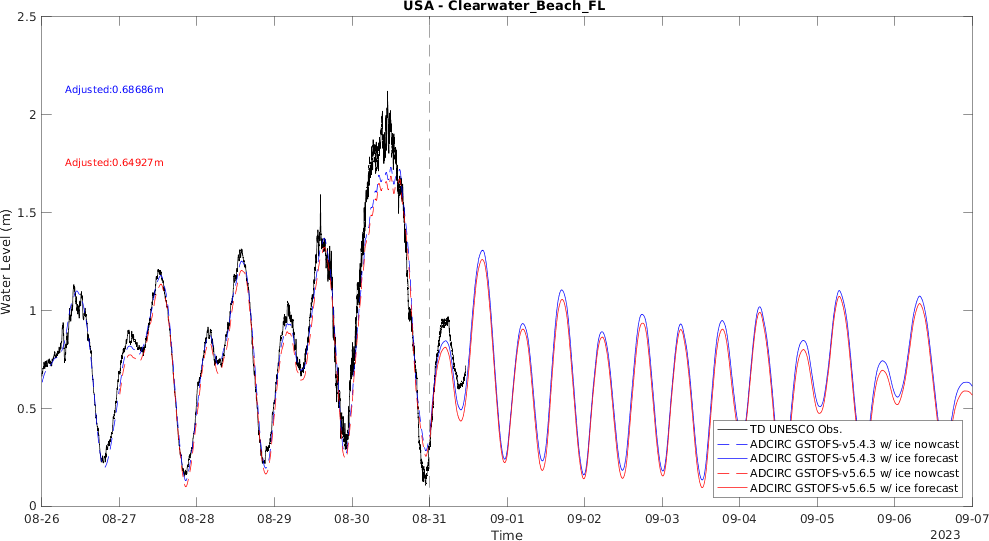 USA - Clearwater_Beach_FL
2.5
Adjusted:0.68686m
2
Adjusted:0.64927m
1.5
Water Level (m)
1
0.5
TD UNESCO Obs.
ADCIRC GSTOFS-v5.4.3 w/ ice nowcast
ADCIRC GSTOFS-v5.4.3 w/ ice forecast
ADCIRC GSTOFS-v5.6.5 w/ ice nowcast
ADCIRC GSTOFS-v5.6.5 w/ ice forecast
0
08-26 08-27 08-28 08-29 08-30 08-31 09-01 09-02 09-03 09-04 09-05 09-06 09-07
Time
2023